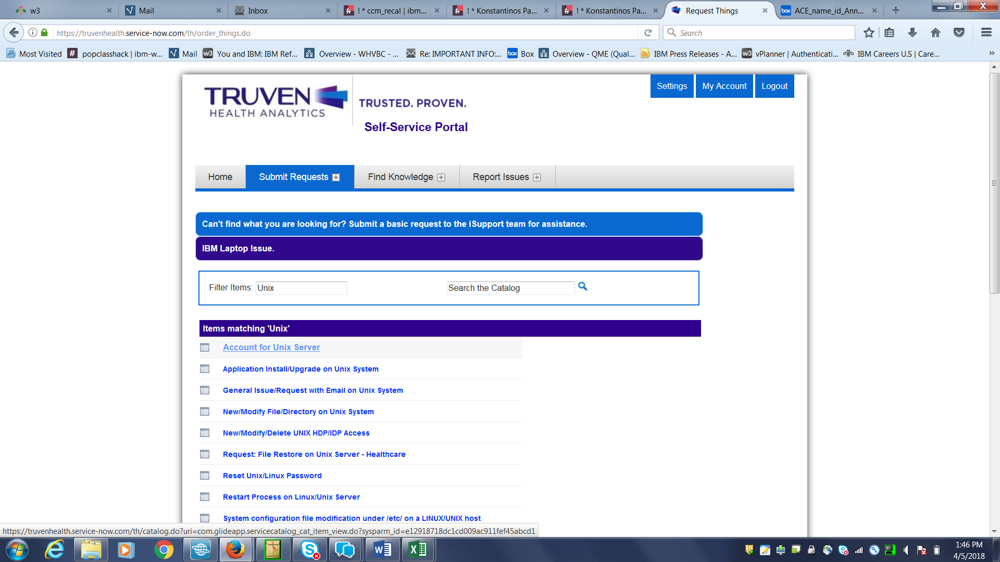 w3
Mail
Inbox
! * ccm_recal | ibm...
! * Konstantinos Pa...
! * Konstantinos Pa...
Request Things
box ACE_name_id_Ann...
https://truvenhealth.service-now.com/th/order_things.do
Search
Most Visited
# popclasshack | ibm-w...
Mail
w3 You and IBM: IBM Ref...
Overview - WHVBC - ...
Re: IMPORTANT INFO:...
box Box
Overview - QME (Qual...
IBM Press Releases - A...
w3 vPlanner | Authenticati...
IBM Careers U.S | Care...
TRUVEN
HEALTH ANALYTICS
TRUSTED. PROVEN.
Self-Service Portal
Settings
My Account
Logout
Home
Submit Requests
Find Knowledge
Report Issues
Can't find what you are looking for? Submit a basic request to the iSupport team for assistance.
IBM Laptop Issue.
Filter Items: Unix
Search the Catalog
Items matching 'Unix'
Account for Unix Server
Application Install/Upgrade on Unix System
General Issue/Request with Email on Unix System
New/Modify File/Directory on Unix System
New/Modify/Delete UNIX HDP/IDP Access
Request: File Restore on Unix Server - Healthcare
Reset Unix/Linux Password
Restart Process on Linux/Unix Server
System configuration file modification under /etc/ on a LINUX/UNIX host
https://truvenhealth.service-now.com/th/catalog.do?uri=com.glideapp.servicecatalog_cat_item_view.do?sysparm_id=e12918718dc1cd009ac911fef45abcd1
1:46 PM
4/5/2018